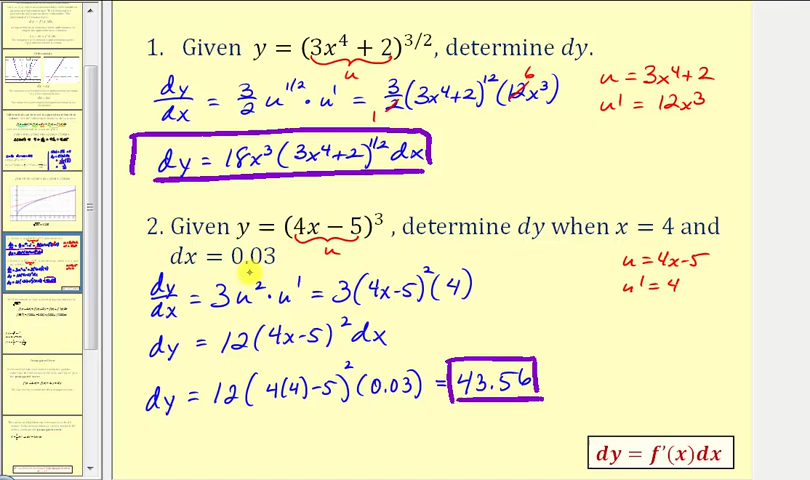 1. Given y = (3x⁴ + 2)^{3/2}, determine dy.
u
u = 3x⁴+2
u' = 12x³
dy/dx = 3/2 u^{1/2} · u' = 3/2 (3x⁴+2)^{1/2} (12x³)
1 6
dy = 18x³(3x⁴+2)^{1/2} dx
2. Given y = (4x − 5)³ , determine dy when x = 4 and
dx = 0.03
u
u = 4x-5
u' = 4
dy/dx = 3u² · u' = 3(4x-5)²(4)
dy = 12(4x-5)² dx
dy = 12(4(4)-5)²(0.03) = 43.56
dy = f'(x)dx